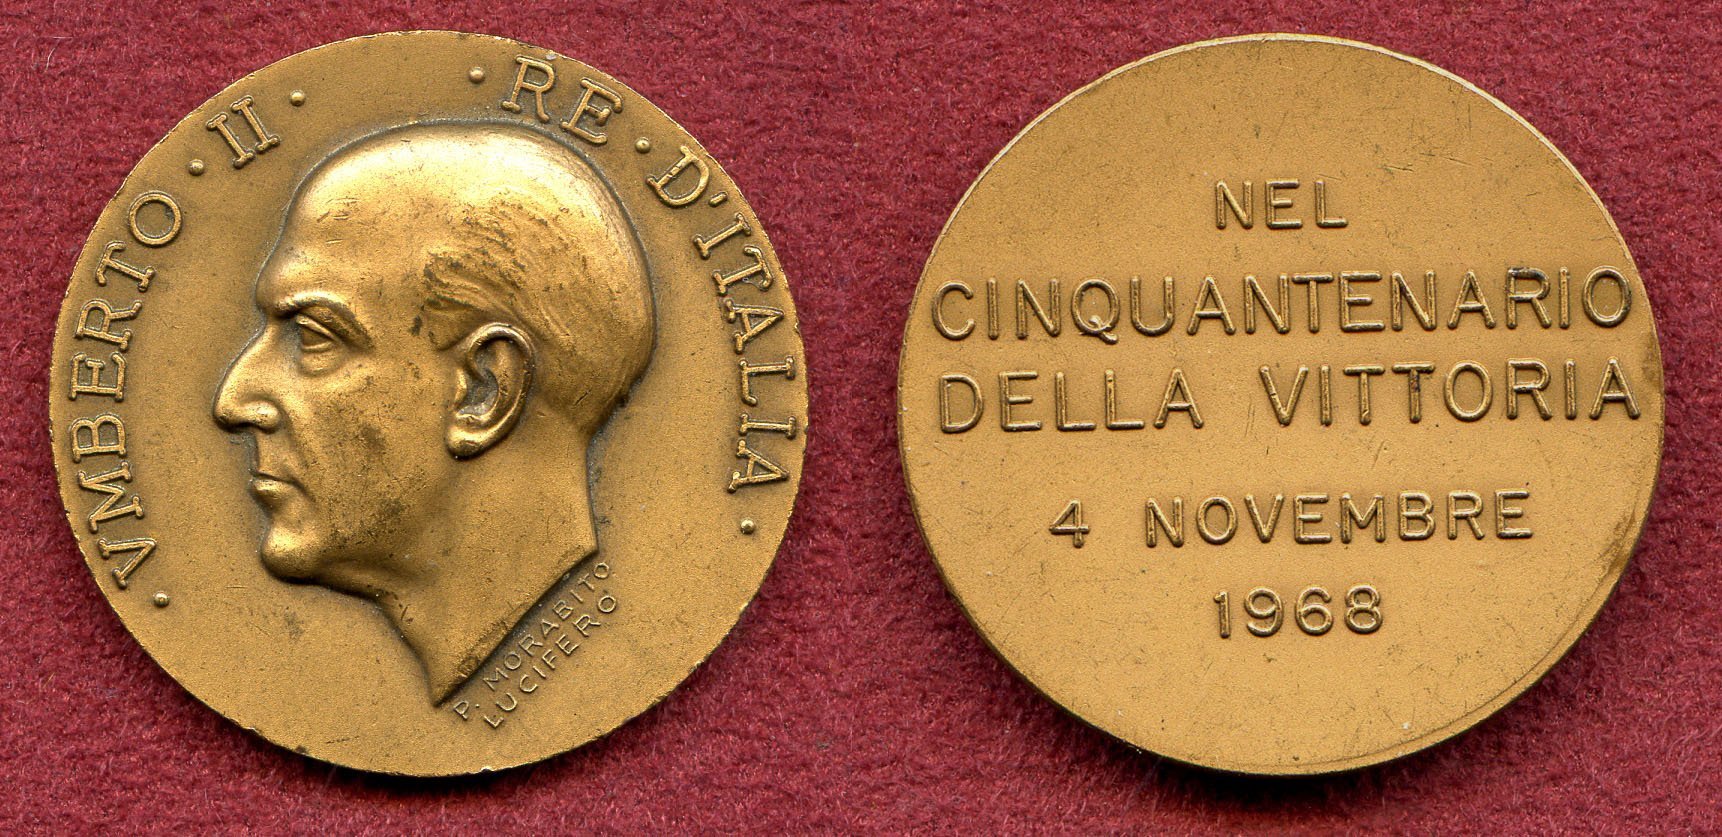 · VMBERTO · II · · RE · D'ITALIA ·
P. MORABITO
LUCIFERO
NEL
CINQUANTENARIO
DELLA VITTORIA
4 NOVEMBRE
1968